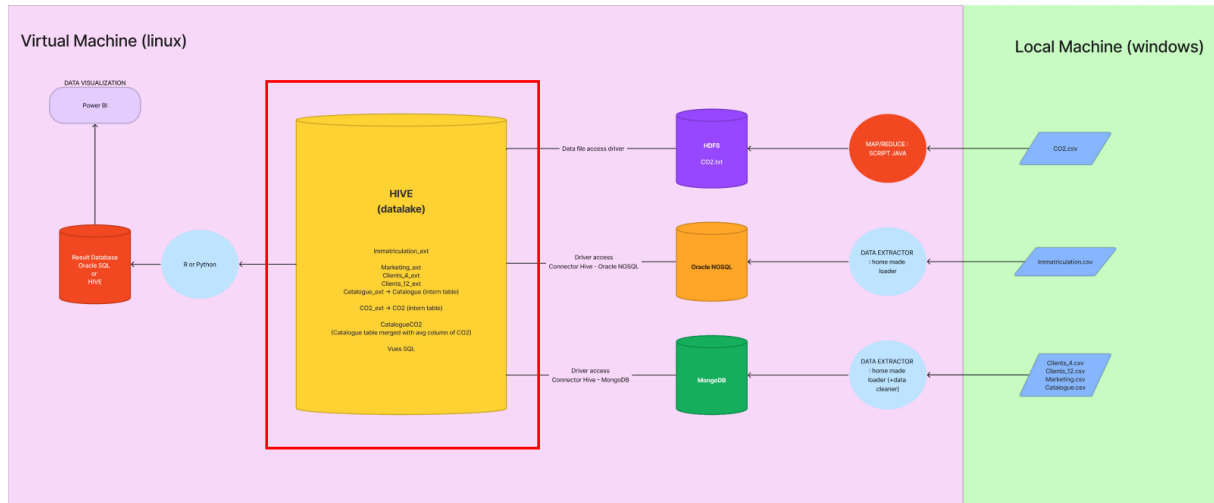 Virtual Machine (linux)
Local Machine (windows)
DATA VISUALIZATION
Power BI
Result Database
Oracle SQL
or
HIVE
R or Python
HIVE
(datalake)
Immatriculation_ext
Marketing_ext
Clients_4_ext
Clients_12_ext
Catalogue_ext → Catalogue (intern table)
CO2_ext → CO2 (intern table)
CatalogueCO2
(Catalogue table merged with avg column of CO2)
Vues SQL
Data file access driver
HDFS
CO2.txt
MAP/REDUCE :
SCRIPT JAVA
CO2.csv
Driver access
Connector Hive - Oracle NOSQL
Oracle NOSQL
DATA EXTRACTOR
: home made
loader
Immatriculation.csv
Driver access
Connector Hive - MongoDB
MongoDB
DATA EXTRACTOR
: home made
loader (+data
cleaner)
Clients_4.csv
Clients_12.csv
Marketing.csv
Catalogue.csv